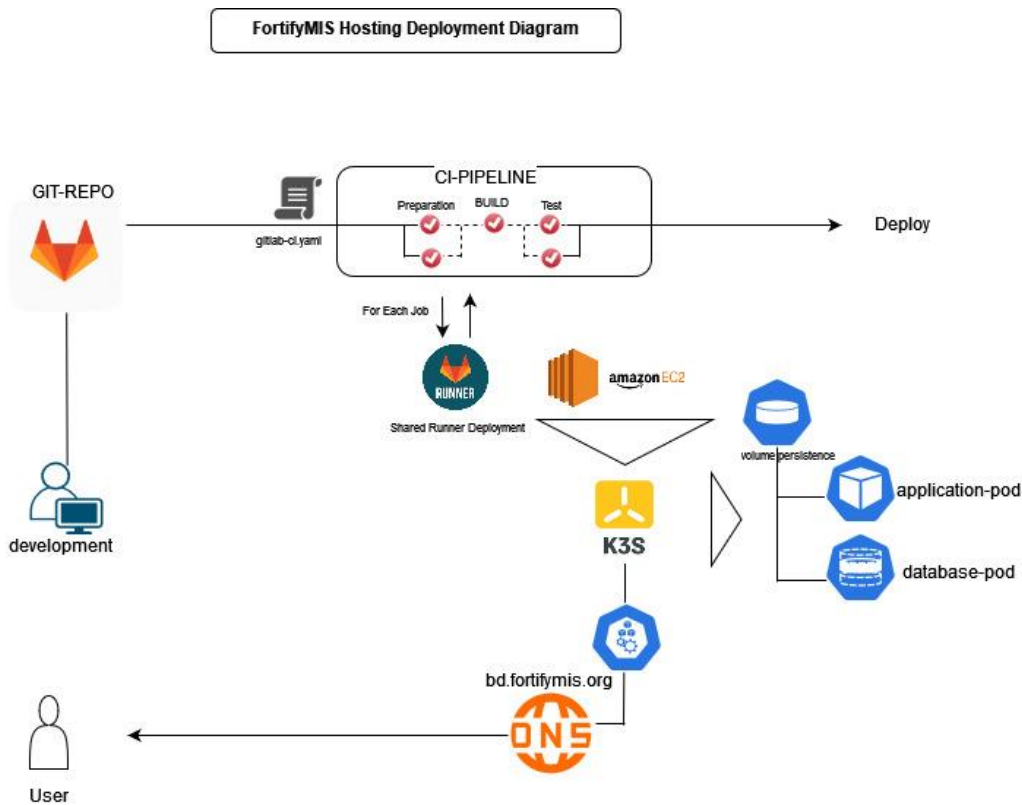 FortifyMIS Hosting Deployment Diagram
CI-PIPELINE
GIT-REPO
Preparation
BUILD
Test
gitlab-ci.yaml
Deploy
For Each Job
RUNNER
Shared Runner Deployment
amazon EC2
volume persistence
application-pod
K3S
development
database-pod
bd.fortifymis.org
DNS
User